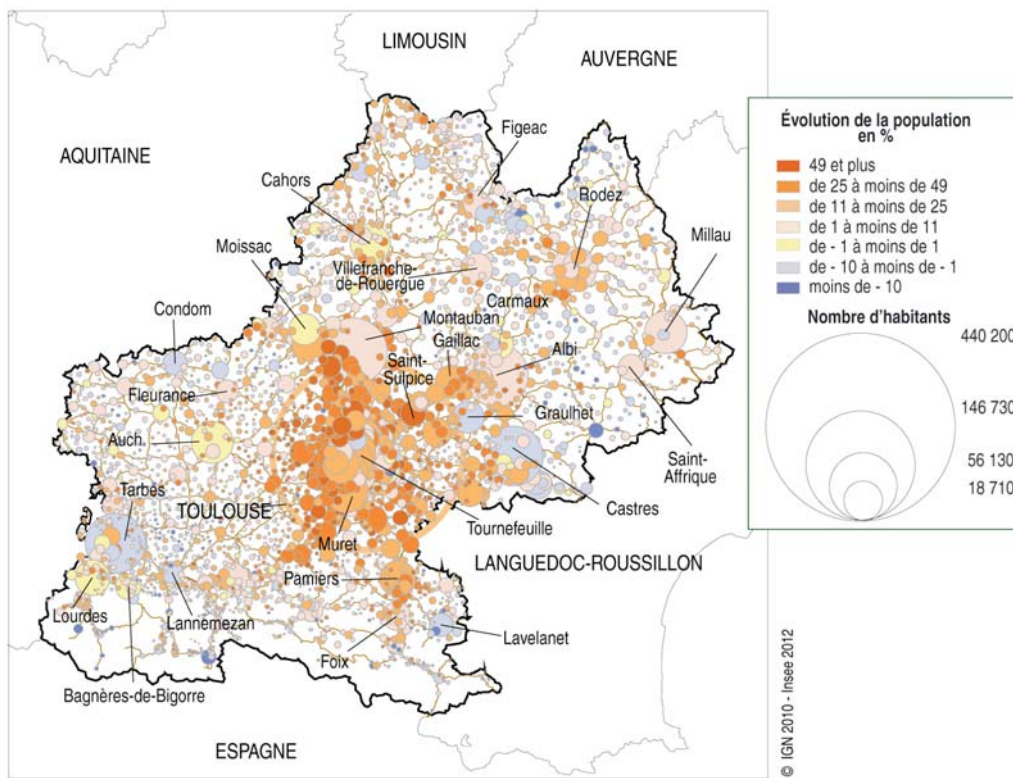 LIMOUSIN
AUVERGNE
AQUITAINE
Figeac
Cahors
Rodez
Moissac
Millau
Villefranche-
de-Rouergue
Condom
Carmaux
Montauban
Gaillac
Albi
Saint-
Sulpice
Fleurance
Graulhet
Auch
Saint-
Affrique
Tarbes
TOULOUSE
Castres
Tournefeuille
Muret
LANGUEDOC-ROUSSILLON
Pamiers
Lourdes
Lannemezan
Lavelanet
Foix
Bagnères-de-Bigorre
ESPAGNE
Évolution de la population
en %
49 et plus
de 25 à moins de 49
de 11 à moins de 25
de 1 à moins de 11
de - 1 à moins de 1
de - 10 à moins de - 1
moins de - 10
Nombre d'habitants
440 200
146 730
56 130
18 710
© IGN 2010 - Insee 2012